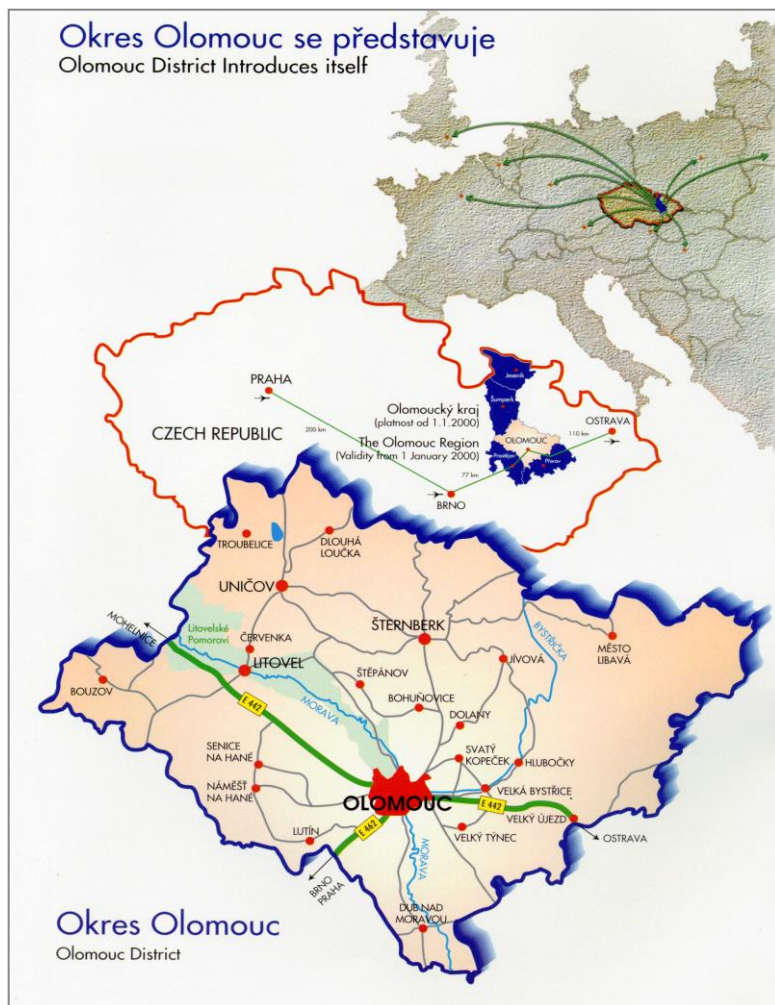 Okres Olomouc se představuje
Olomouc District Introduces itself
PRAHA
CZECH REPUBLIC
200 km
Olomoucký kraj
(platnost od 1.1.2000)
The Olomouc Region
(Validity from 1 January 2000)
Jeseník
Šumperk
OLOMOUC
Prostějov
Přerov
OSTRAVA
110 km
77 km
BRNO
TROUBELICE
DLOUHÁ
LOUČKA
UNIČOV
MOHELNICE
Litovelské
Pomoraví
ČERVENKA
LITOVEL
ŠTERNBERK
BYSTŘIČKA
MĚSTO
LIBAVÁ
JÍVOVÁ
BOUZOV
ŠTĚPÁNOV
E 442
MORAVA
BOHUŇOVICE
DOLANY
SENICE
NA HANÉ
SVATÝ
KOPEČEK
HLUBOČKY
NÁMĚŠŤ
NA HANÉ
OLOMOUC
VELKÁ BYSTŘICE
E 442
VELKÝ ÚJEZD
LUTÍN
E 462
VELKÝ TÝNEC
OSTRAVA
BRNO
PRAHA
MORAVA
DUB NAD
MORAVOU
Okres Olomouc
Olomouc District